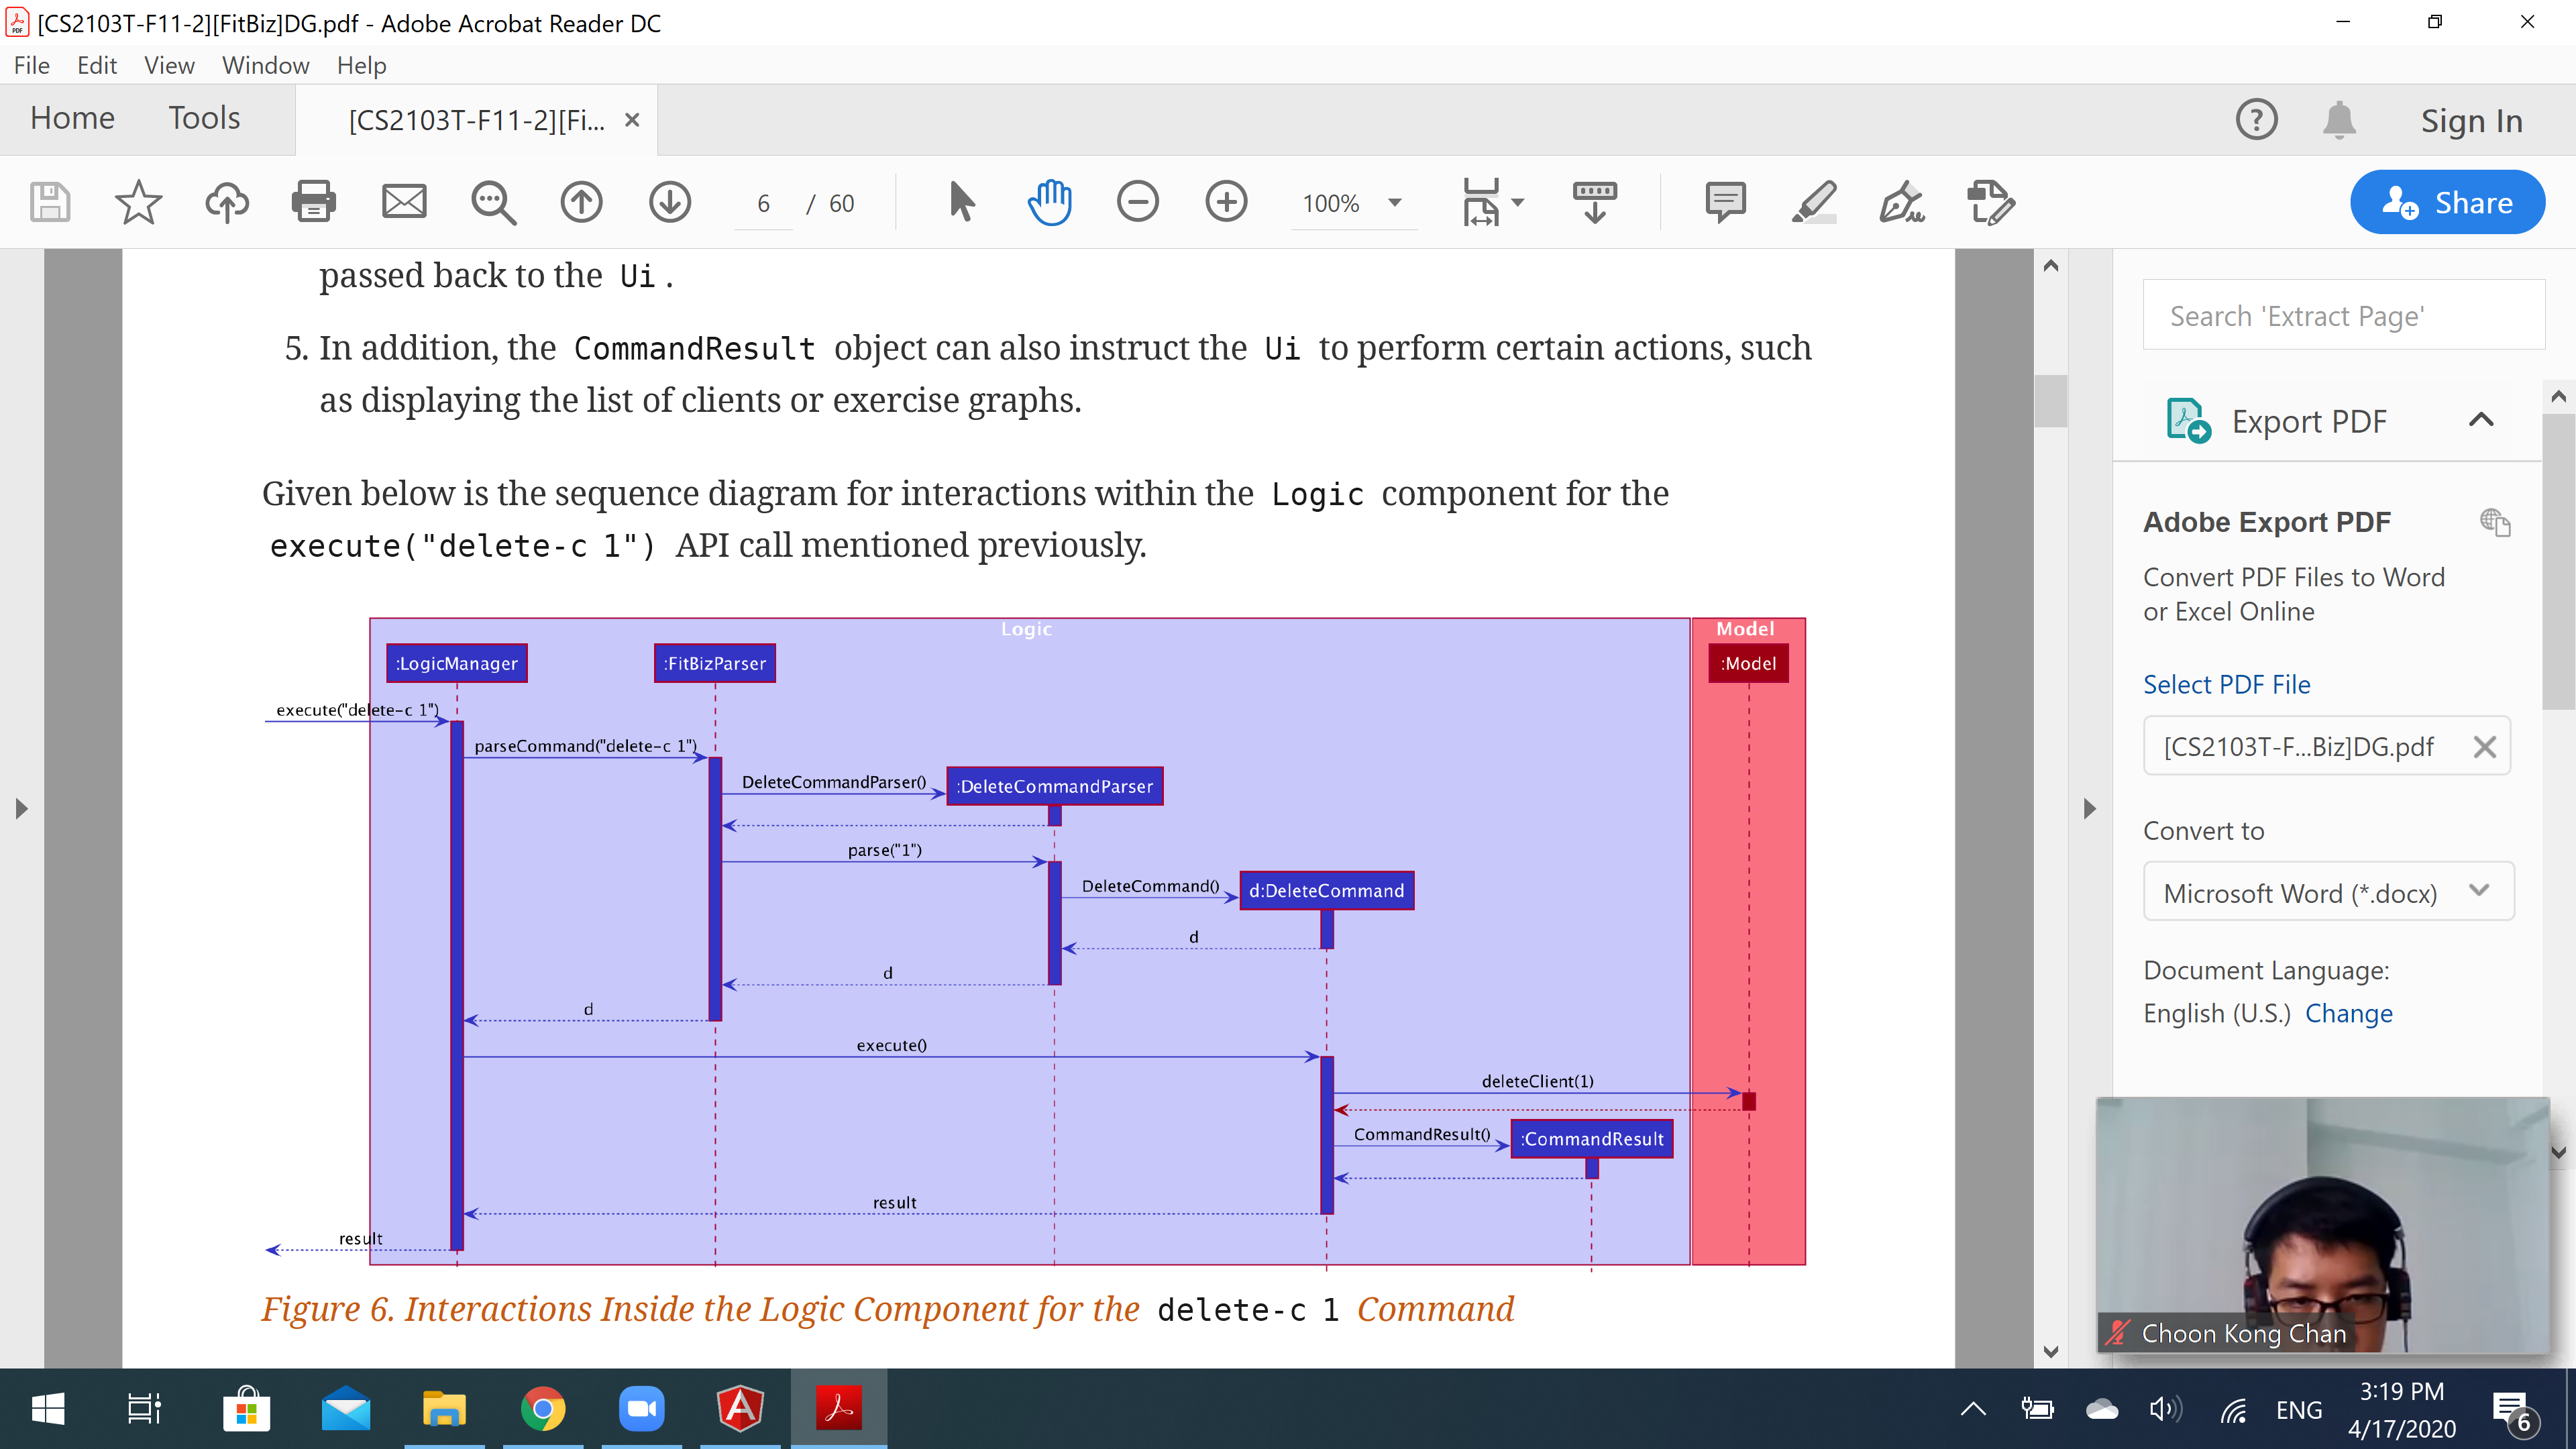 [CS2103T-F11-2][FitBiz]DG.pdf - Adobe Acrobat Reader DC
File Edit View Window Help
Home Tools [CS2103T-F11-2][Fi... Sign In
6 / 60 100% Share
passed back to the Ui .
5. In addition, the CommandResult object can also instruct the Ui to perform certain actions, such
as displaying the list of clients or exercise graphs.
Given below is the sequence diagram for interactions within the Logic component for the
execute("delete-c 1") API call mentioned previously.
Logic
Model
:LogicManager
:FitBizParser
:Model
execute("delete-c 1")
parseCommand("delete-c 1")
DeleteCommandParser()
:DeleteCommandParser
parse("1")
DeleteCommand()
d:DeleteCommand
d
d
d
execute()
deleteClient(1)
CommandResult()
:CommandResult
result
result
Figure 6. Interactions Inside the Logic Component for the delete-c 1 Command
Search 'Extract Page'
Export PDF
Adobe Export PDF
Convert PDF Files to Word
or Excel Online
Select PDF File
[CS2103T-F...Biz]DG.pdf
Convert to
Microsoft Word (*.docx)
Document Language:
English (U.S.) Change
Choon Kong Chan
ENG
3:19 PM
4/17/2020
6